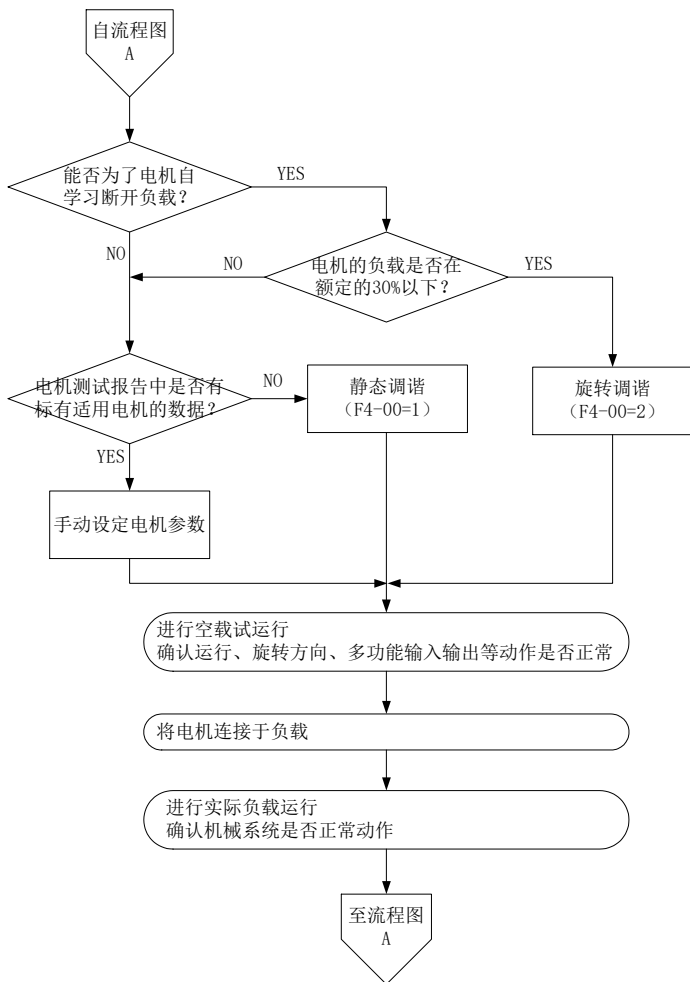 自流程图
A
能否为了电机自
学习断开负载？
YES
NO
电机的负载是否在
额定的30%以下？
NO
YES
电机测试报告中是否有
标有适用电机的数据？
NO
YES
静态调谐
（F4-00=1）
旋转调谐
（F4-00=2）
手动设定电机参数
进行空载试运行
确认运行、旋转方向、多功能输入输出等动作是否正常
将电机连接于负载
进行实际负载运行
确认机械系统是否正常动作
至流程图
A